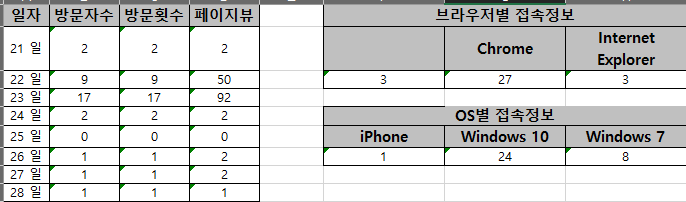 일자 방문자수 방문횟수 페이지뷰
21 일 2 2 2
22 일 9 9 50
23 일 17 17 92
24 일 2 2 2
25 일 0 0 0
26 일 1 1 2
27 일 1 1 2
28 일 1 1 1
브라우저별 접속정보
Chrome Internet
Explorer
3 27 3
OS별 접속정보
iPhone Windows 10 Windows 7
1 24 8